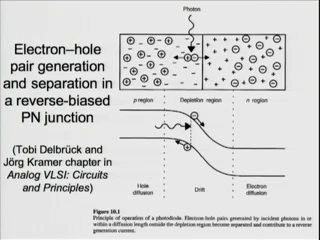 Photon
Electron–hole
pair generation
and separation in
a reverse-biased
PN junction
(Tobi Delbrück and
Jörg Kramer chapter in
Analog VLSI: Circuits
and Principles)
p region
Depletion region
n region
Hole
diffusion
Drift
Electron
diffusion
Figure 10.1
Principle of operation of a photodiode. Electron-hole pairs generated by incident photons in or
within a diffusion length outside the depletion region become separated and contribute to a reverse
generation current.